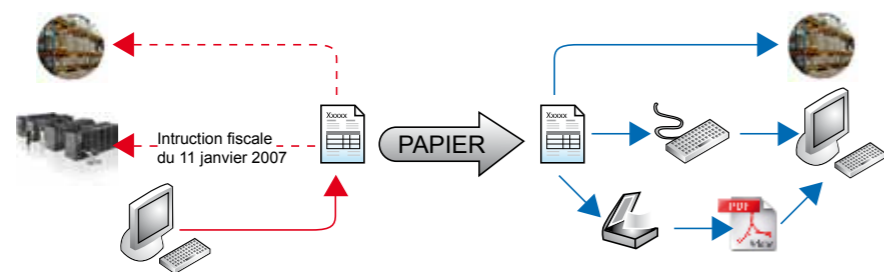 Xxxxx
Intruction fiscale
du 11 janvier 2007
PAPIER
Xxxxx
PDF